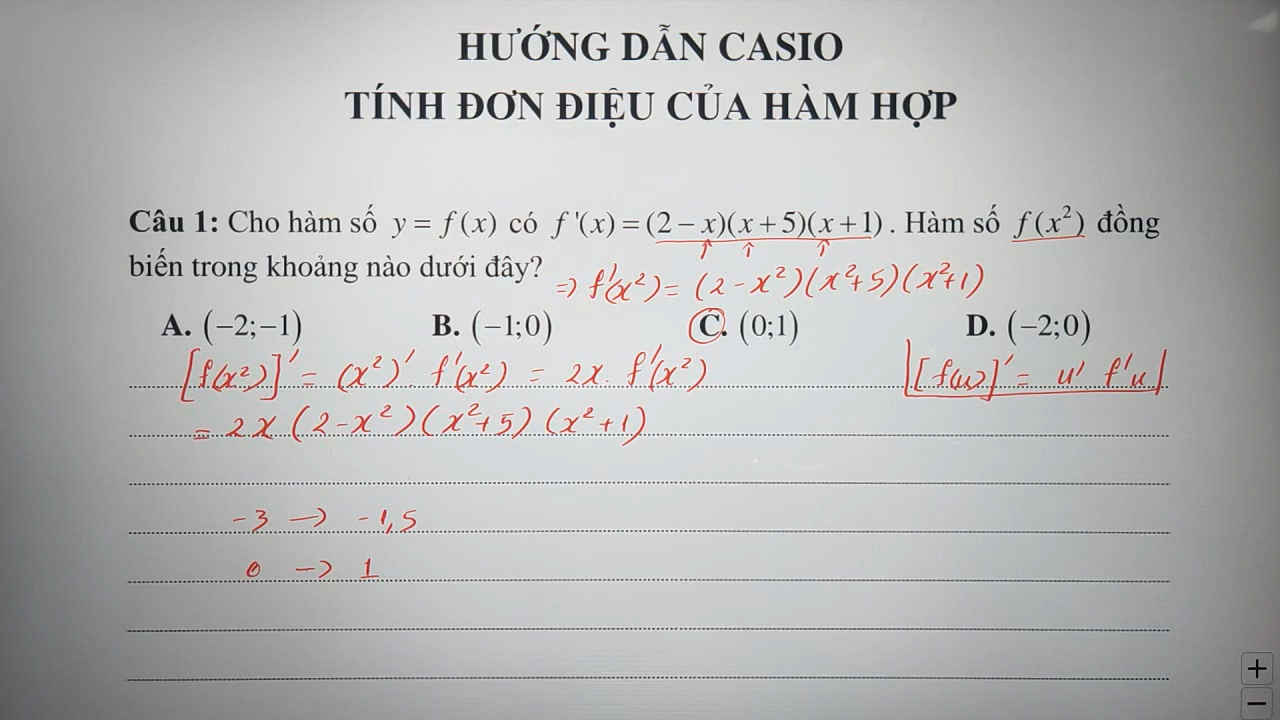 HƯỚNG DẪN CASIO
TÍNH ĐƠN ĐIỆU CỦA HÀM HỢP
Câu 1: Cho hàm số y = f(x) có f'(x) = (2 − x)(x + 5)(x + 1). Hàm số f(x²) đồng
biến trong khoảng nào dưới đây?
=> f'(x²) = (2 - x²)(x²+5)(x²+1)
A. (−2;−1) B. (−1;0) C. (0;1) D. (−2;0)
[f(x²)]' = (x²)'. f'(x²) = 2x. f'(x²) [f(u)]' = u'. f'u
= 2x (2-x²)(x²+5)(x²+1)
-3 → -1,5
0 → 1
+
−